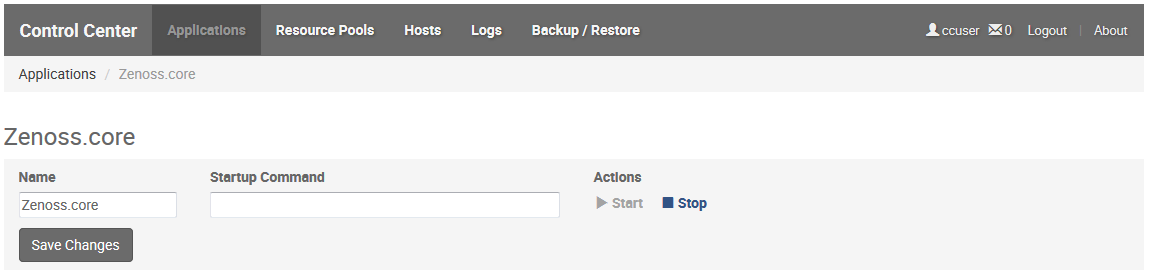 Control Center Applications Resource Pools Hosts Logs Backup / Restore ccuser 0 Logout | About
Applications / Zenoss.core
Zenoss.core
Name Startup Command Actions
Zenoss.core Start Stop
Save Changes